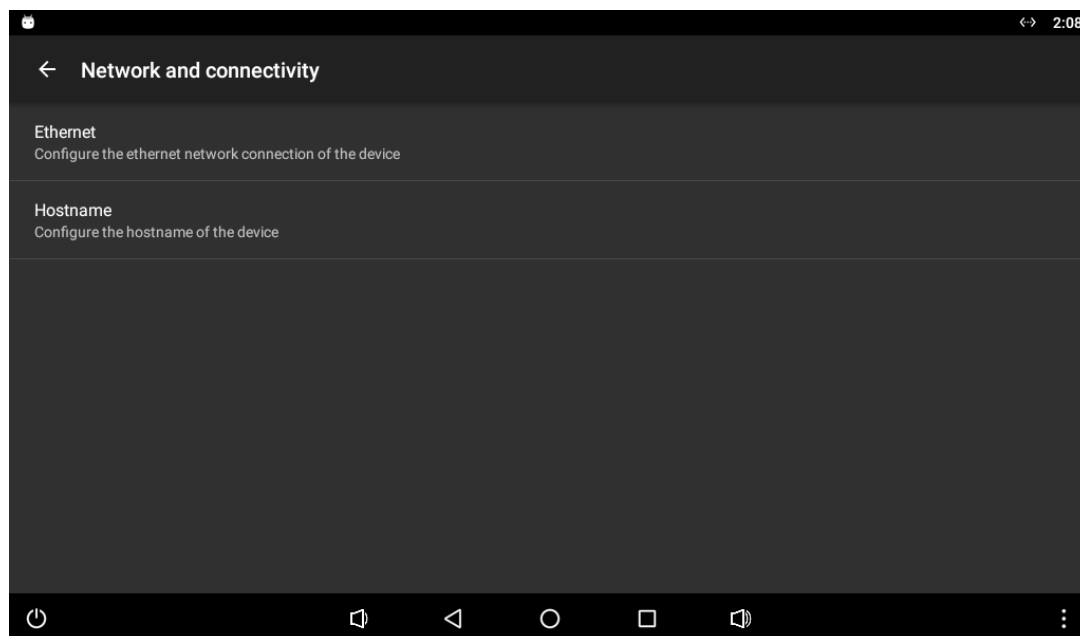 2:08
Network and connectivity
Ethernet
Configure the ethernet network connection of the device
Hostname
Configure the hostname of the device